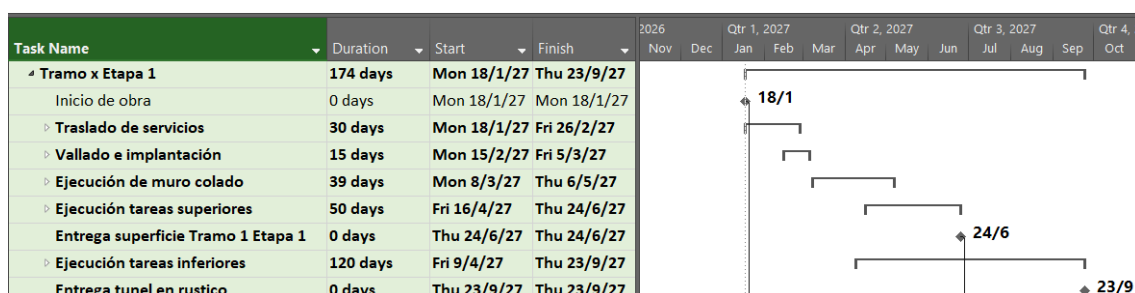 2026 Qtr 1, 2027 Qtr 2, 2027 Qtr 3, 2027 Qtr 4,
Task Name Duration Start Finish Nov Dec Jan Feb Mar Apr May Jun Jul Aug Sep Oct
Tramo x Etapa 1 174 days Mon 18/1/27 Thu 23/9/27
Inicio de obra 0 days Mon 18/1/27 Mon 18/1/27 18/1
Traslado de servicios 30 days Mon 18/1/27 Fri 26/2/27
Vallado e implantación 15 days Mon 15/2/27 Fri 5/3/27
Ejecución de muro colado 39 days Mon 8/3/27 Thu 6/5/27
Ejecución tareas superiores 50 days Fri 16/4/27 Thu 24/6/27
Entrega superficie Tramo 1 Etapa 1 0 days Thu 24/6/27 Thu 24/6/27 24/6
Ejecución tareas inferiores 120 days Fri 9/4/27 Thu 23/9/27
Entrega tunel en rustico 0 days Thu 23/9/27 Thu 23/9/27 23/9